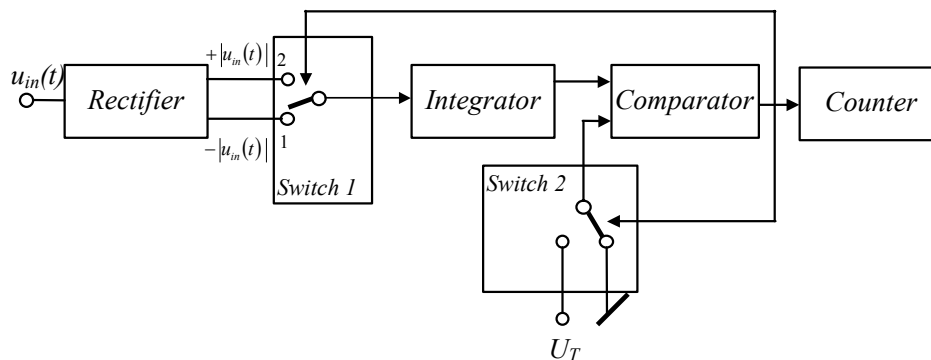 +|u_in(t)|
2
u_in(t)
Rectifier
Integrator
Comparator
Counter
1
−|u_in(t)|
Switch 1
Switch 2
U_T